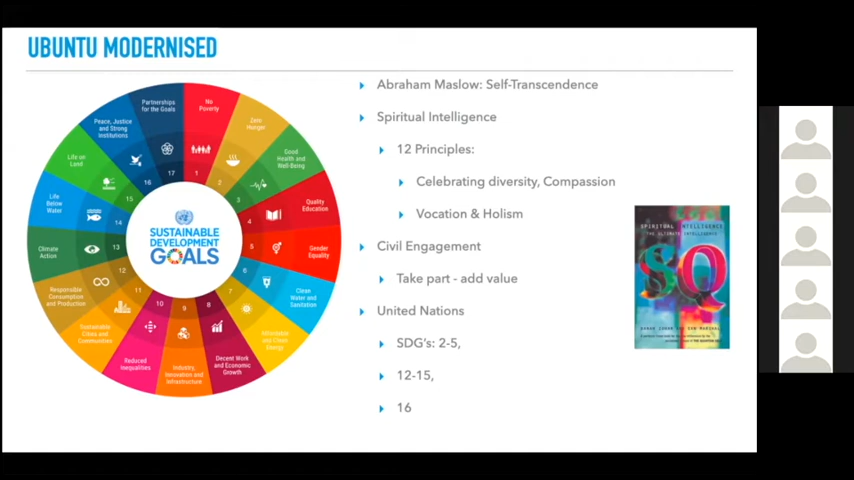 UBUNTU MODERNISED
Partnerships
for the Goals
17
No
Poverty
1
Zero
Hunger
2
Good
Health and
Well-Being
3
Quality
Education
4
Gender
Equality
5
Clean
Water and
Sanitation
6
Affordable
and Clean
Energy
7
Decent Work
and Economic
Growth
8
Industry,
Innovation and
Infrastructure
9
Reduced
Inequalities
10
Sustainable
Cities and
Communities
11
Responsible
Consumption
and Production
12
Climate
Action
13
Life
Below
Water
14
Life on
Land
15
Peace, Justice
and Strong
Institutions
16
SUSTAINABLE
DEVELOPMENT
GOALS
Abraham Maslow: Self-Transcendence
Spiritual Intelligence
12 Principles:
Celebrating diversity, Compassion
Vocation & Holism
Civil Engagement
Take part - add value
United Nations
SDG's: 2-5,
12-15,
16
SPIRITUAL INTELLIGENCE
THE ULTIMATE INTELLIGENCE
SQ